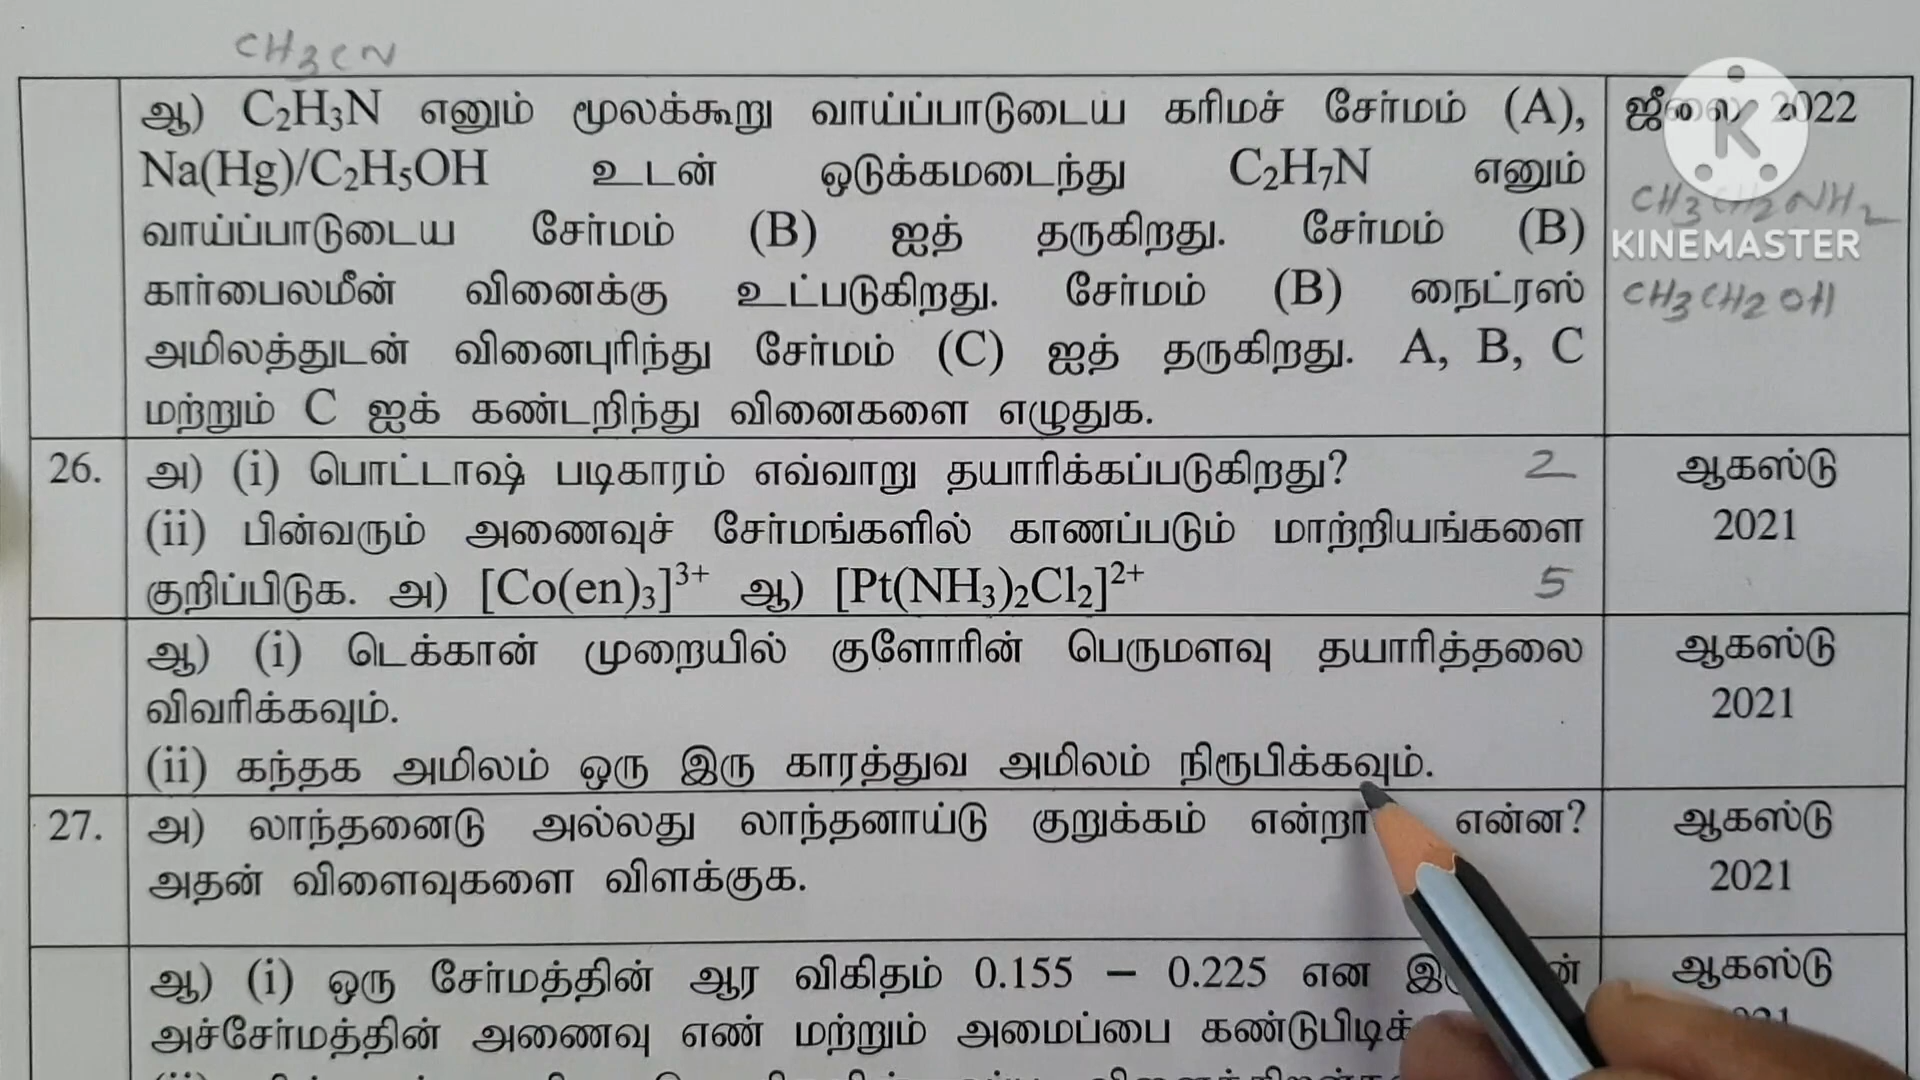 CH3CN
ஆ) C2H3N எனும் மூலக்கூறு வாய்ப்பாடுடைய கரிமச் சேர்மம் (A),
Na(Hg)/C2H5OH உடன் ஒடுக்கமடைந்து C2H7N எனும்
வாய்ப்பாடுடைய சேர்மம் (B) ஐத் தருகிறது. சேர்மம் (B)
கார்பைலமீன் வினைக்கு உட்படுகிறது. சேர்மம் (B) நைட்ரஸ்
அமிலத்துடன் வினைபுரிந்து சேர்மம் (C) ஐத் தருகிறது. A, B, C
மற்றும் C ஐக் கண்டறிந்து வினைகளை எழுதுக.
ஜீலை 2022
K
CH3CH2NH2
KINEMASTER
CH3CH2OH
26. அ) (i) பொட்டாஷ் படிகாரம் எவ்வாறு தயாரிக்கப்படுகிறது? 2
(ii) பின்வரும் அணைவுச் சேர்மங்களில் காணப்படும் மாற்றியங்களை
குறிப்பிடுக. அ) [Co(en)3]3+ ஆ) [Pt(NH3)2Cl2]2+ 5
ஆகஸ்டு
2021
ஆ) (i) டெக்கான் முறையில் குளோரின் பெருமளவு தயாரித்தலை
விவரிக்கவும்.
(ii) கந்தக அமிலம் ஒரு இரு காரத்துவ அமிலம் நிரூபிக்கவும்.
ஆகஸ்டு
2021
27. அ) லாந்தனைடு அல்லது லாந்தனாய்டு குறுக்கம் என்றா என்ன?
அதன் விளைவுகளை விளக்குக.
ஆகஸ்டு
2021
ஆ) (i) ஒரு சேர்மத்தின் ஆர விகிதம் 0.155 – 0.225 என
அச்சேர்மத்தின் அணைவு எண் மற்றும் அமைப்பை
ஆகஸ்டு